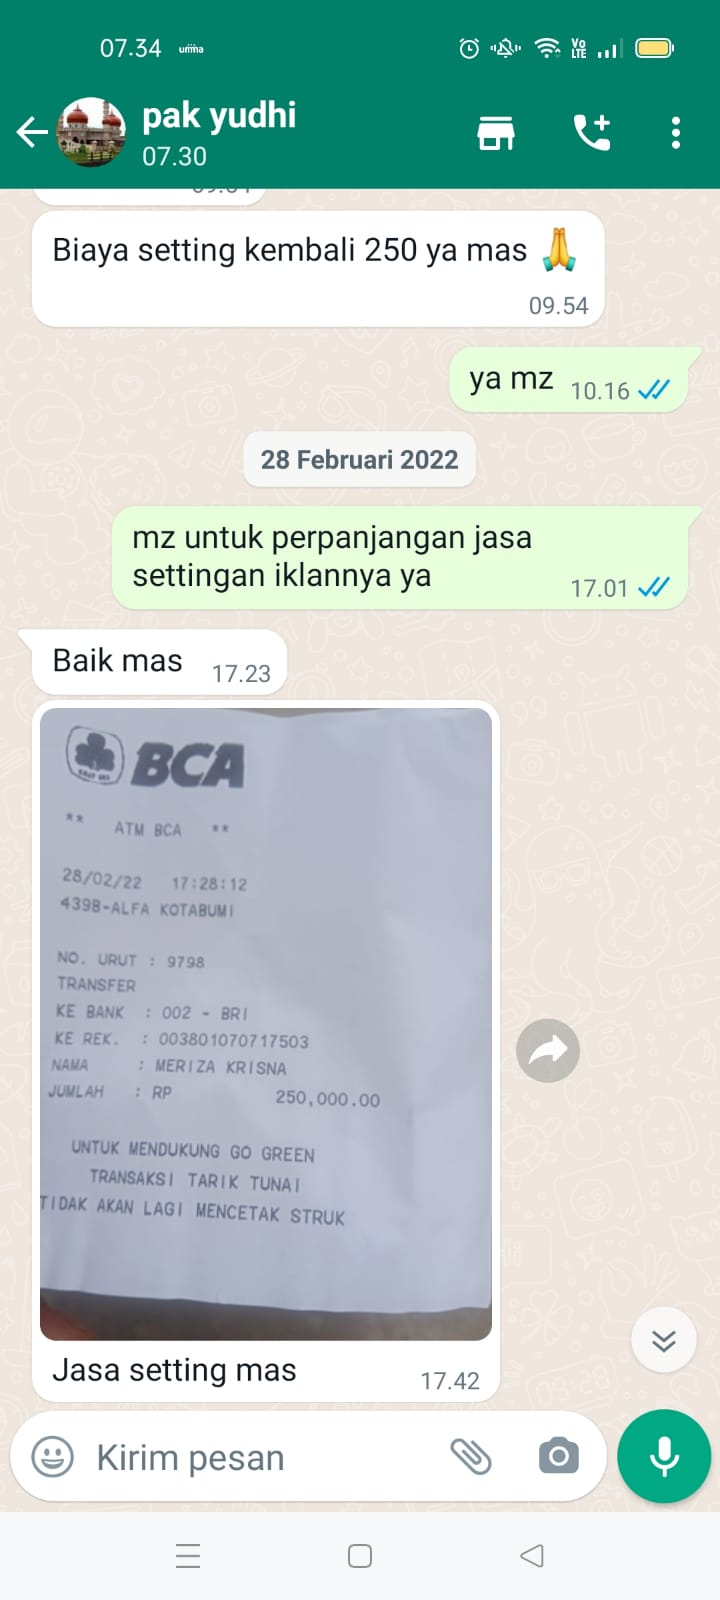 07.34 umma
Vo
LTE
pak yudhi
07.30
Biaya setting kembali 250 ya mas 🙏
09.54
ya mz 10.16
28 Februari 2022
mz untuk perpanjangan jasa
settingan iklannya ya 17.01
Baik mas 17.23
BCA
** ATM BCA **
28/02/22 17:28:12
439B-ALFA KOTABUMI
NO. URUT : 9798
TRANSFER
KE BANK : 002 - BRI
KE REK. : 003801070717503
NAMA : MERIZA KRISNA
JUMLAH : RP 250,000.00
UNTUK MENDUKUNG GO GREEN
TRANSAKSI TARIK TUNAI
TIDAK AKAN LAGI MENCETAK STRUK
Jasa setting mas 17.42
Kirim pesan